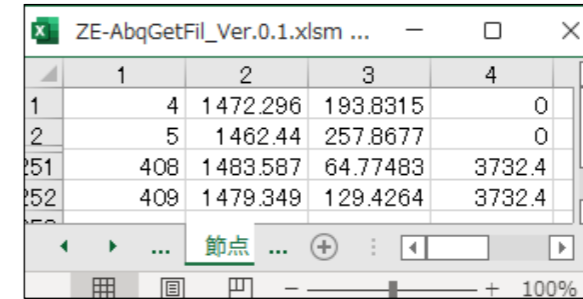 ZE-AbqGetFil_Ver.0.1.xlsm ...
1 2 3 4
1 4 1472.296 193.8315 0
2 5 1462.44 257.8677 0
251 408 1483.587 64.77483 3732.4
252 409 1479.349 129.4264 3732.4
... 節点 ...
100%